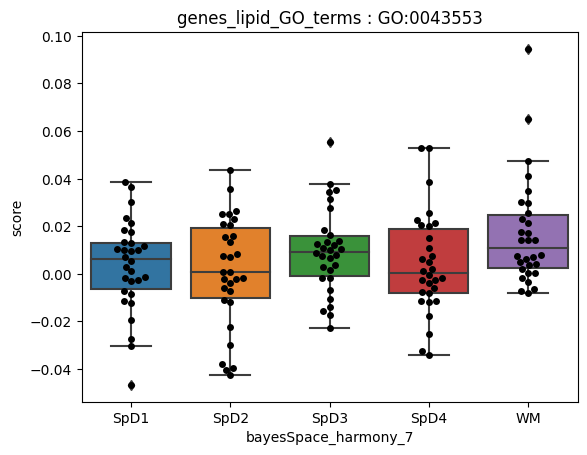 genes_lipid_GO_terms : GO:0043553
0.10
0.08
0.06
0.04
0.02
0.00
−0.02
−0.04
score
SpD1 SpD2 SpD3 SpD4 WM
bayesSpace_harmony_7